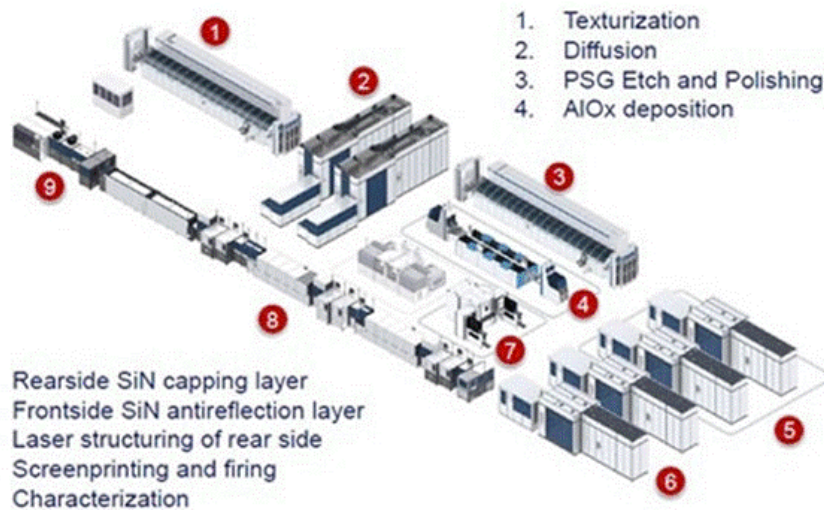 1. Texturization
2. Diffusion
3. PSG Etch and Polishing
4. AlOx deposition
1
2
3
4
5
6
7
8
9
Rearside SiN capping layer
Frontside SiN antireflection layer
Laser structuring of rear side
Screenprinting and firing
Characterization